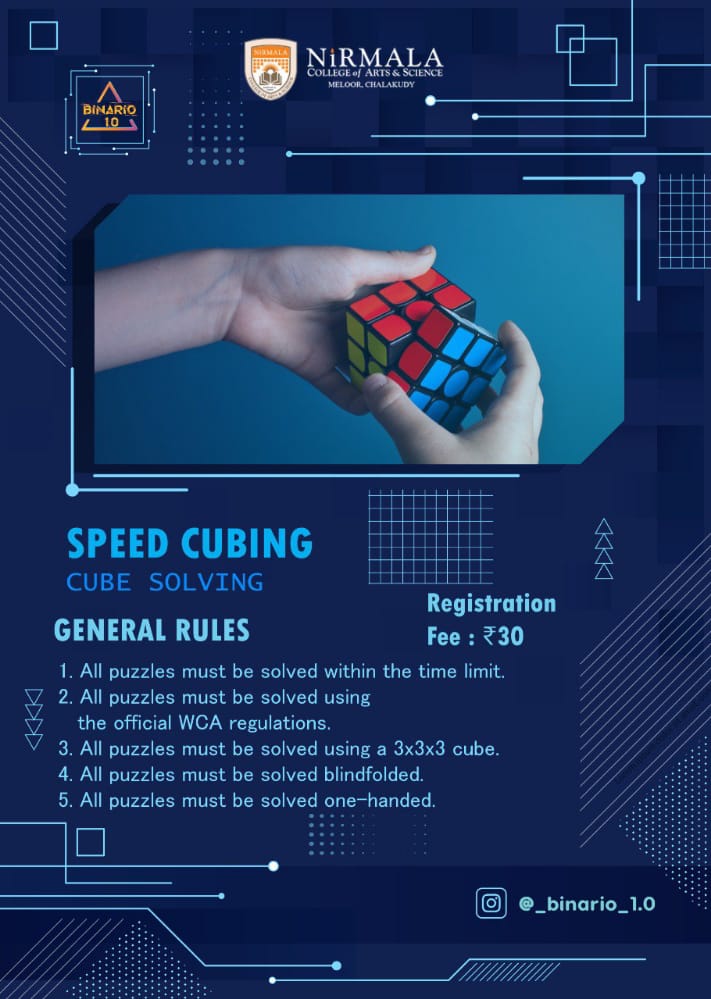 NiRMALA
NiRMALA
COLLEGE of ARTS & SCIENCE
MELOOR, CHALAKUDY
BINARIO
1.0
SPEED CUBING
CUBE SOLVING
Registration
Fee : ₹30
GENERAL RULES
1. All puzzles must be solved within the time limit.
2. All puzzles must be solved using
the official WCA regulations.
3. All puzzles must be solved using a 3x3x3 cube.
4. All puzzles must be solved blindfolded.
5. All puzzles must be solved one-handed.
@_binario_1.0